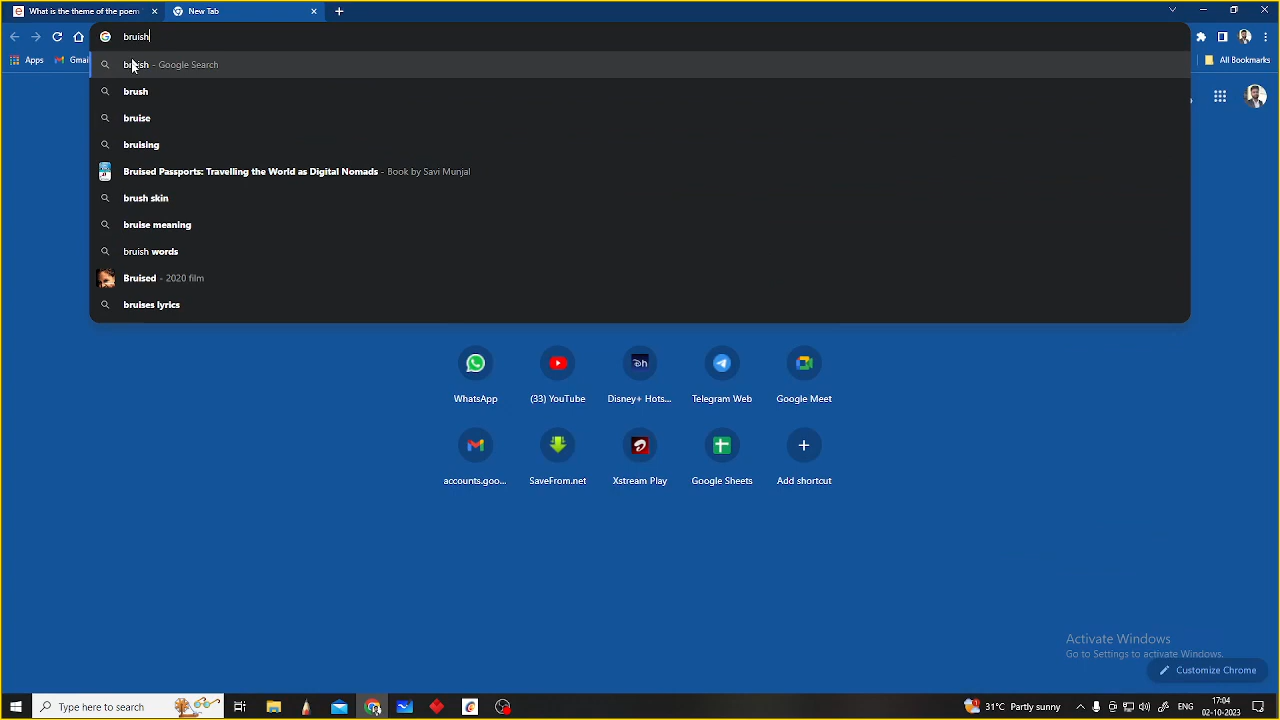 What is the theme of the poem
New Tab
bruish
Apps
Gmai
All Bookmarks
bruish - Google Search
brush
bruise
bruising
Bruised Passports: Travelling the World as Digital Nomads - Book by Savi Munjal
brush skin
bruise meaning
bruish words
Bruised - 2020 film
bruises lyrics
WhatsApp
(33) YouTube
Disney+ Hots...
Telegram Web
Google Meet
accounts.goo...
SaveFrom.net
Xstream Play
Google Sheets
Add shortcut
Activate Windows
Go to Settings to activate Windows.
Customize Chrome
Type here to search
31°C Partly sunny
ENG
17:04
02-10-2023